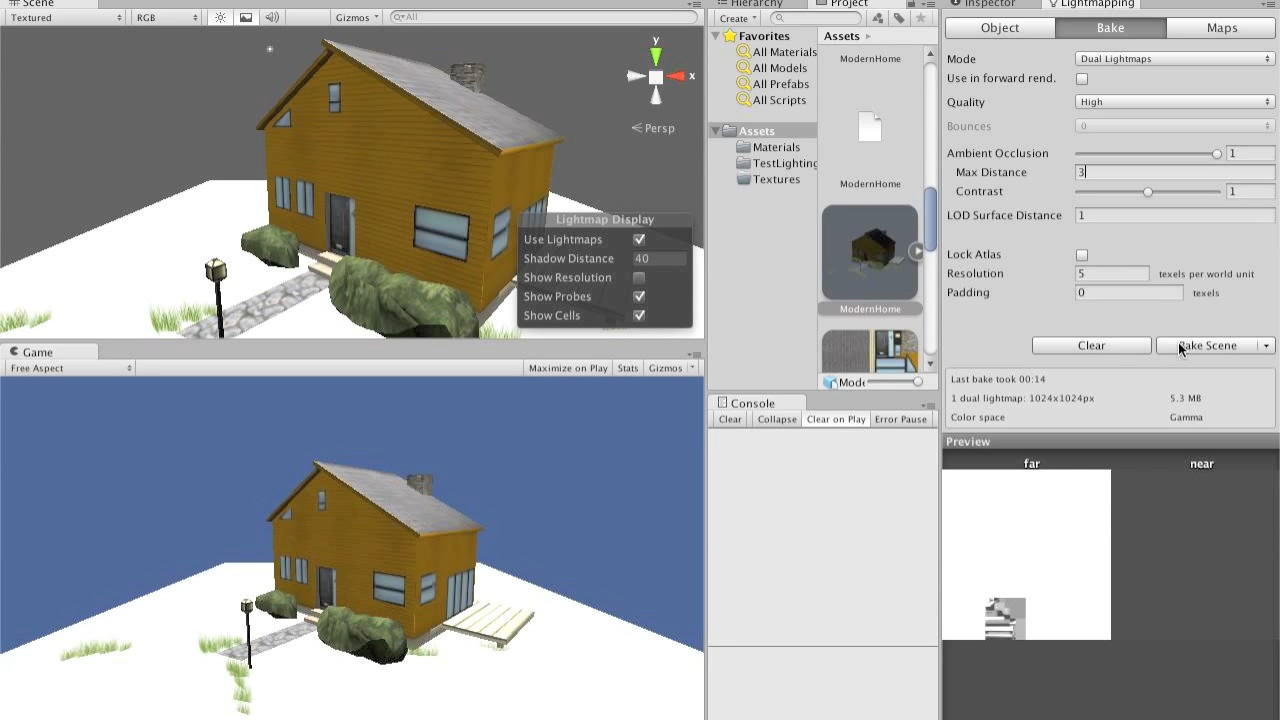 Scene
Textured
RGB
Gizmos
All
y
x
Persp
Lightmap Display
Use Lightmaps
Shadow Distance 40
Show Resolution
Show Probes
Show Cells
Game
Free Aspect
Maximize on Play Stats Gizmos
Hierarchy
Project
Create
Favorites
All Materials
All Models
All Prefabs
All Scripts
Assets
Materials
TestLighting
Textures
Assets
ModernHome
ModernHome
ModernHome
Mode
Console
Clear Collapse Clear on Play Error Pause
Inspector
Lightmapping
Object Bake Maps
Mode Dual Lightmaps
Use in forward rend.
Quality High
Bounces 0
Ambient Occlusion 1
Max Distance 3
Contrast 1
LOD Surface Distance 1
Lock Atlas
Resolution 5 texels per world unit
Padding 0 texels
Clear Bake Scene
Last bake took 00:14
1 dual lightmap: 1024x1024px 5.3 MB
Color space Gamma
Preview
far near